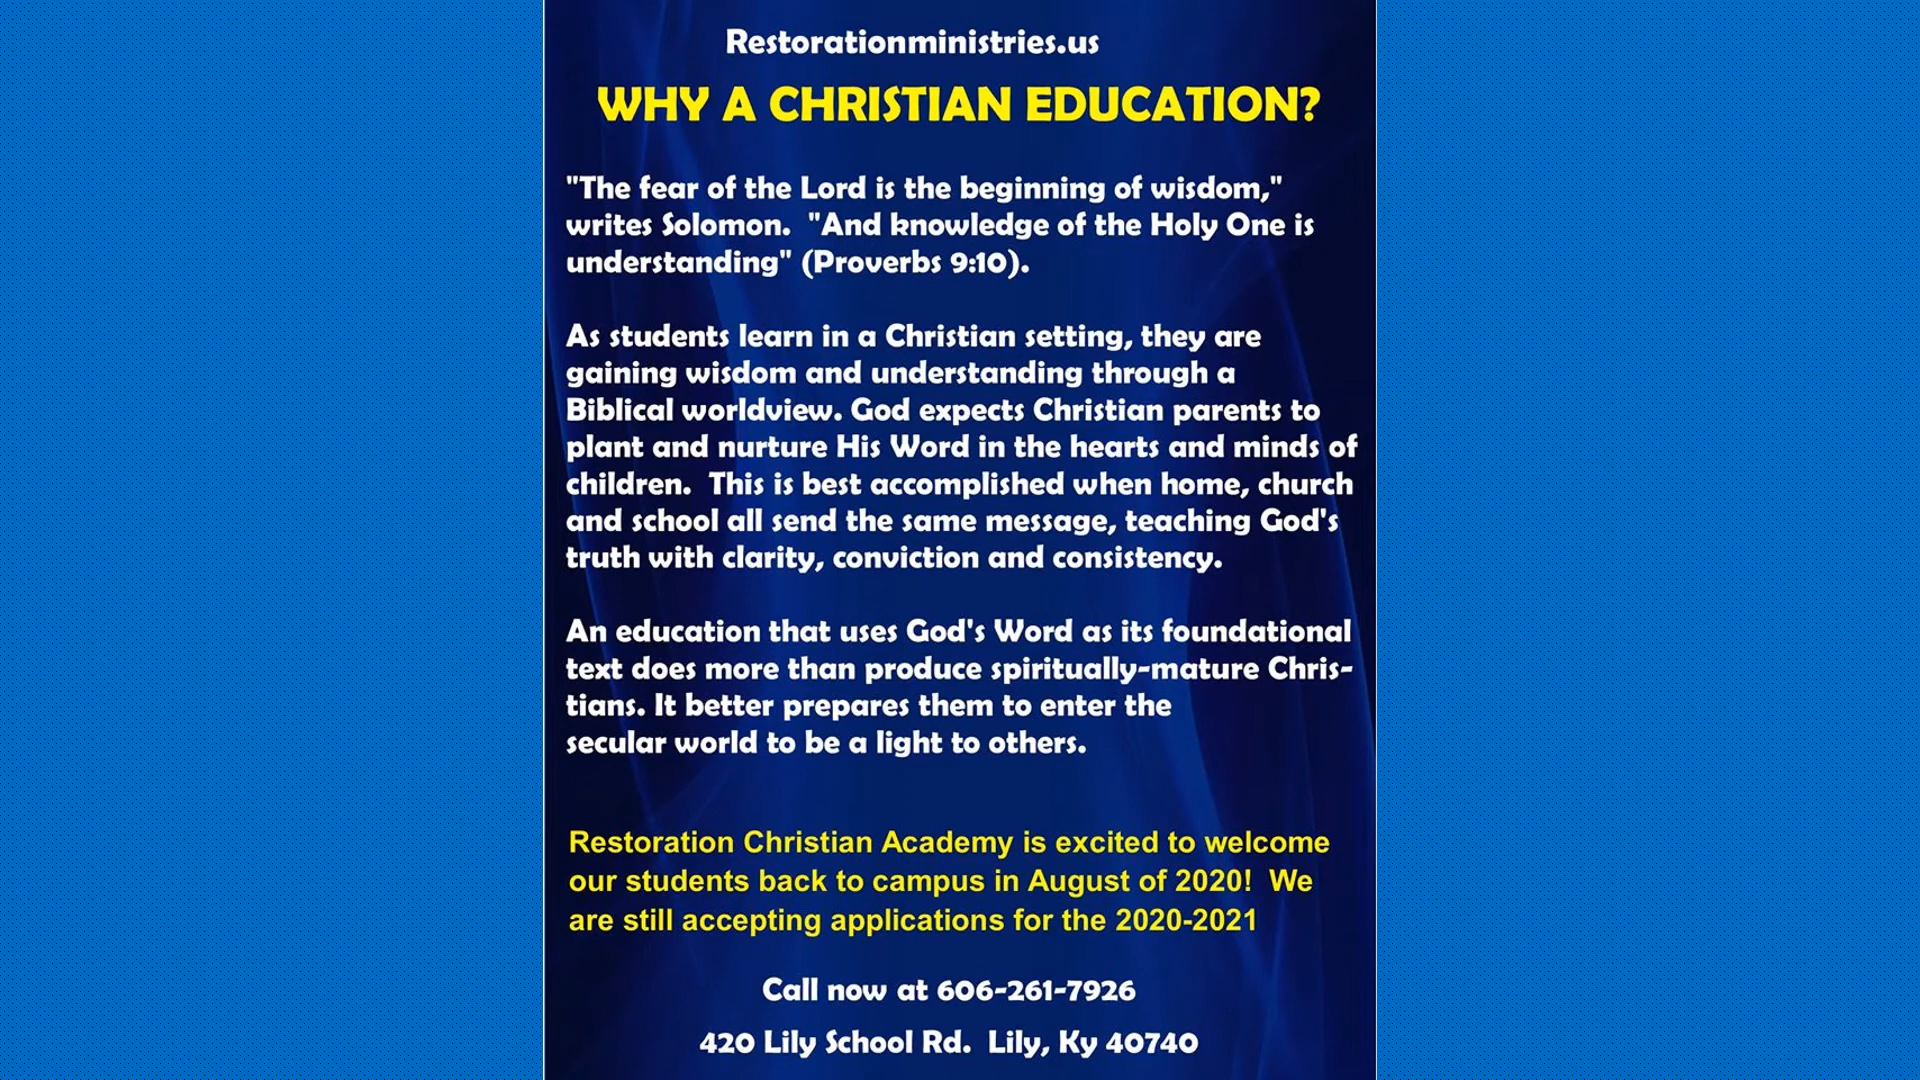 Restorationministries.us
WHY A CHRISTIAN EDUCATION?
"The fear of the Lord is the beginning of wisdom,"
writes Solomon.  "And knowledge of the Holy One is
understanding" (Proverbs 9:10).
As students learn in a Christian setting, they are
gaining wisdom and understanding through a
Biblical worldview. God expects Christian parents to
plant and nurture His Word in the hearts and minds of
children.  This is best accomplished when home, church
and school all send the same message, teaching God's
truth with clarity, conviction and consistency.
An education that uses God's Word as its foundational
text does more than produce spiritually-mature Chris-
tians. It better prepares them to enter the
secular world to be a light to others.
Restoration Christian Academy is excited to welcome
our students back to campus in August of 2020!  We
are still accepting applications for the 2020-2021
Call now at 606-261-7926
420 Lily School Rd.  Lily, Ky 40740